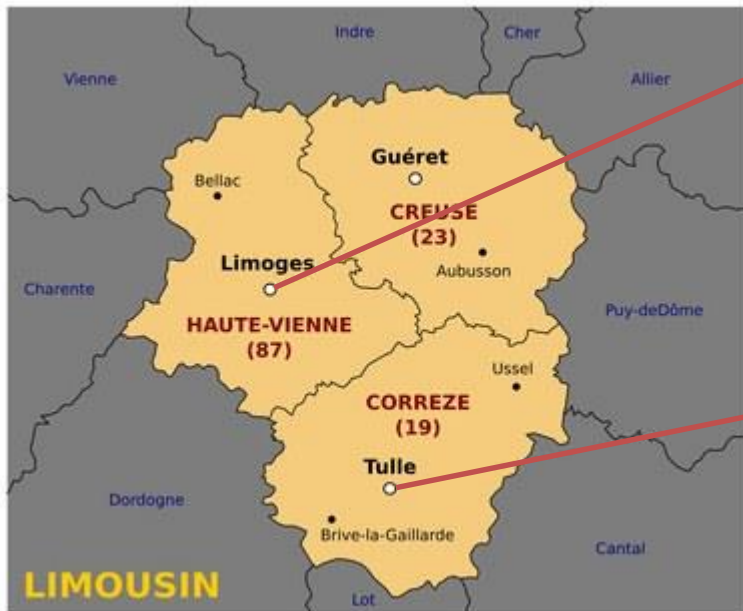 Indre
Cher
Vienne
Allier
Guéret
Bellac
CREUSE
(23)
Limoges
Aubusson
Charente
Puy-deDôme
HAUTE-VIENNE
(87)
Ussel
CORREZE
(19)
Tulle
Dordogne
Brive-la-Gaillarde
Cantal
LIMOUSIN
Lot